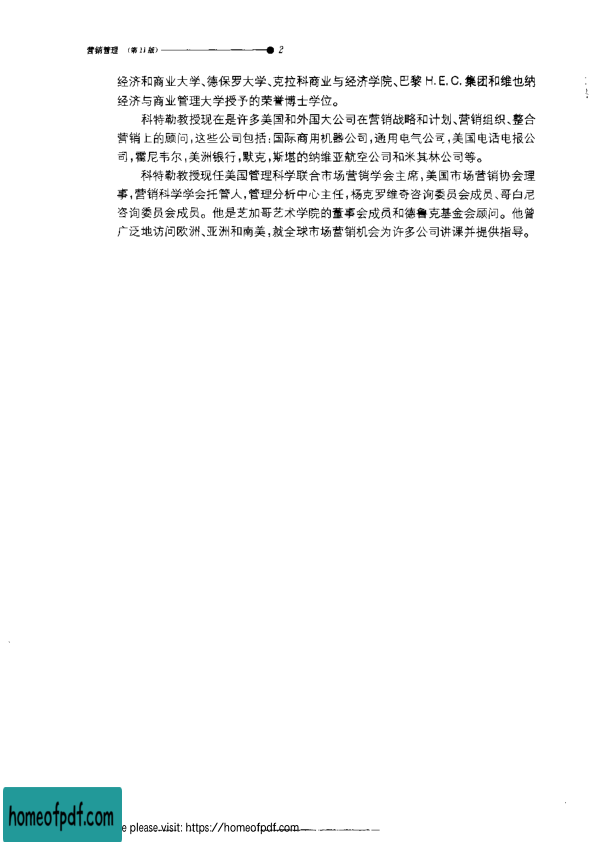 营销管理 (第11版) 2
经济和商业大学、德保罗大学、克拉科商业与经济学院、巴黎 H.E.C.集团和维也纳
经济与商业管理大学授予的荣誉博士学位。
科特勒教授现在是许多美国和外国大公司在营销战略和计划、营销组织、整合
营销上的顾问,这些公司包括:国际商用机器公司,通用电气公司,美国电话电报公
司,霍尼韦尔,美洲银行,默克,斯堪的纳维亚航空公司和米其林公司等。
科特勒教授现任美国管理科学联合市场营销学会主席,美国市场营销协会理
事,营销科学学会托管人,管理分析中心主任,杨克罗维奇咨询委员会成员、哥白尼
咨询委员会成员。他是芝加哥艺术学院的董事会成员和德鲁克基金会顾问。他曾
广泛地访问欧洲、亚洲和南美,就全球市场营销机会为许多公司讲课并提供指导。
homeofpdf.com
e please visit: https://homeofpdf.com